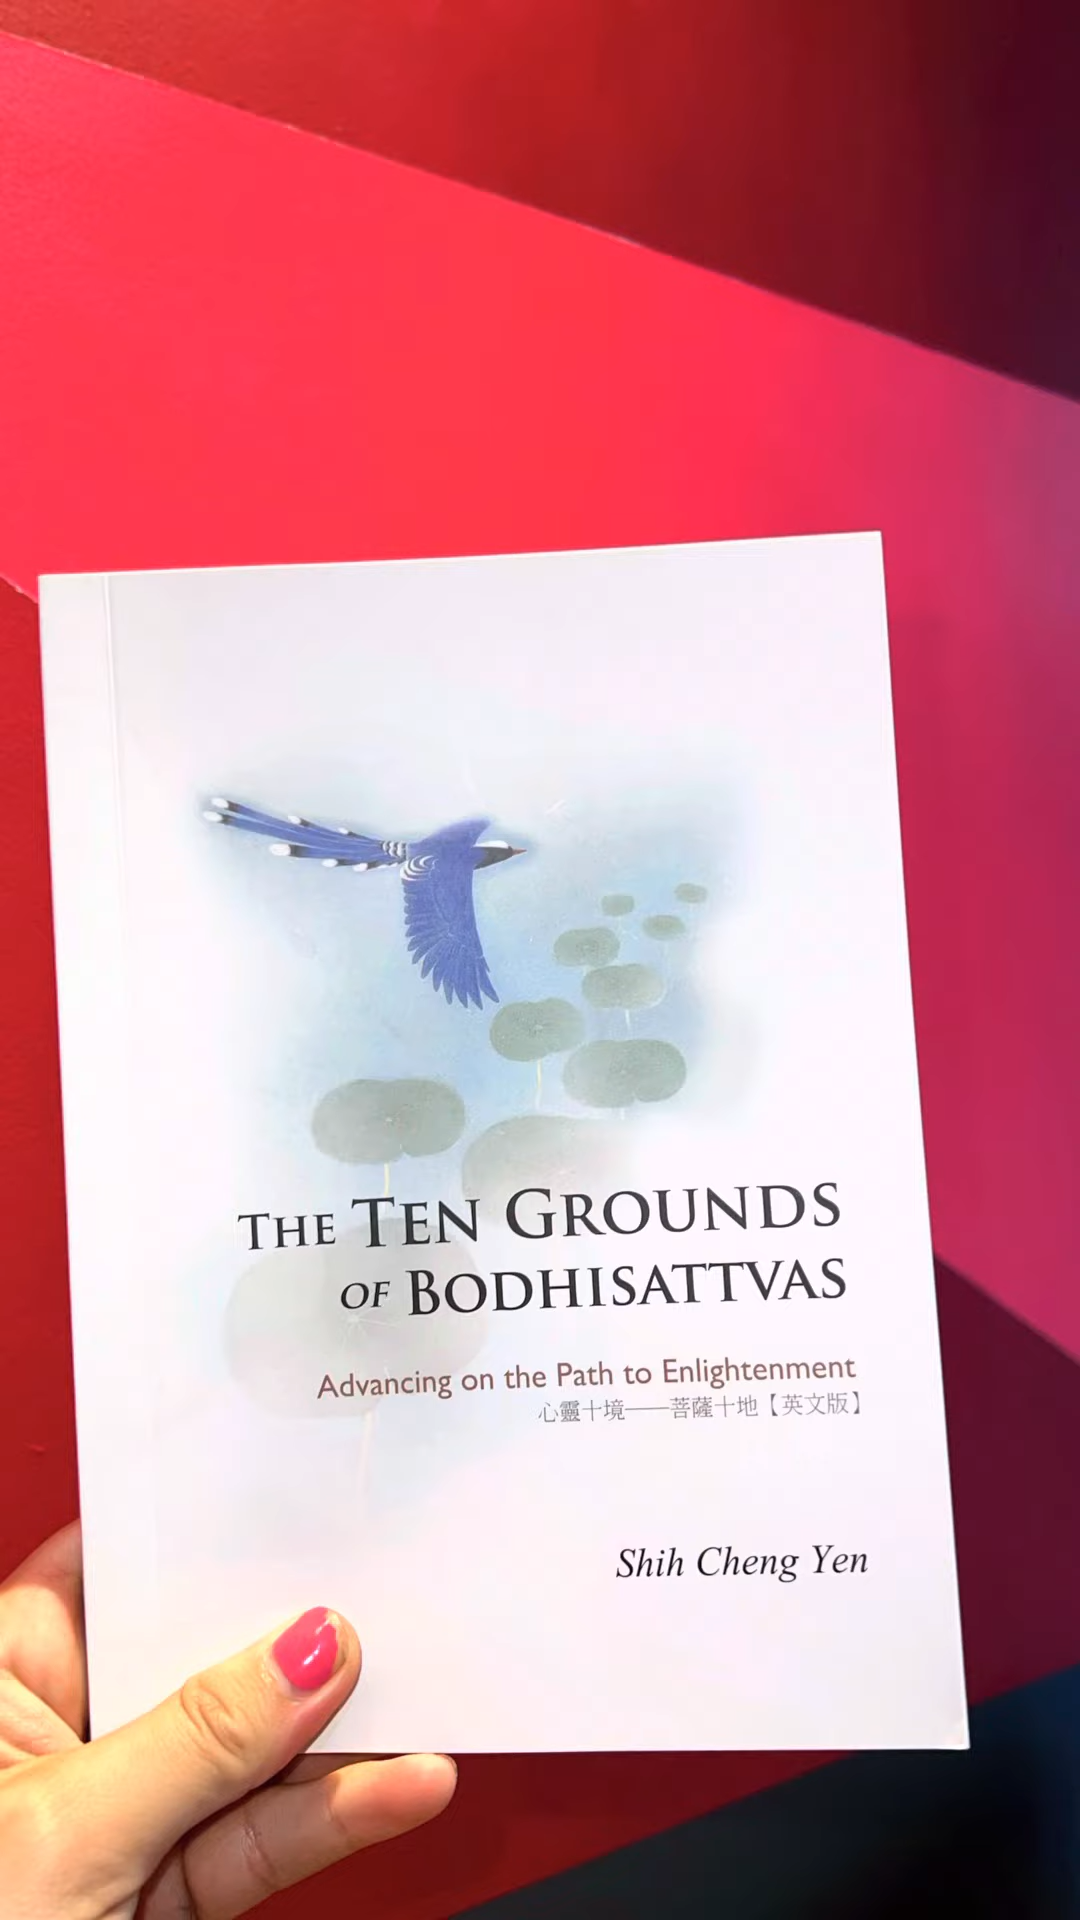 THE TEN GROUNDS
OF BODHISATTVAS
Advancing on the Path to Enlightenment
心靈十境——菩薩十地【英文版】
Shih Cheng Yen